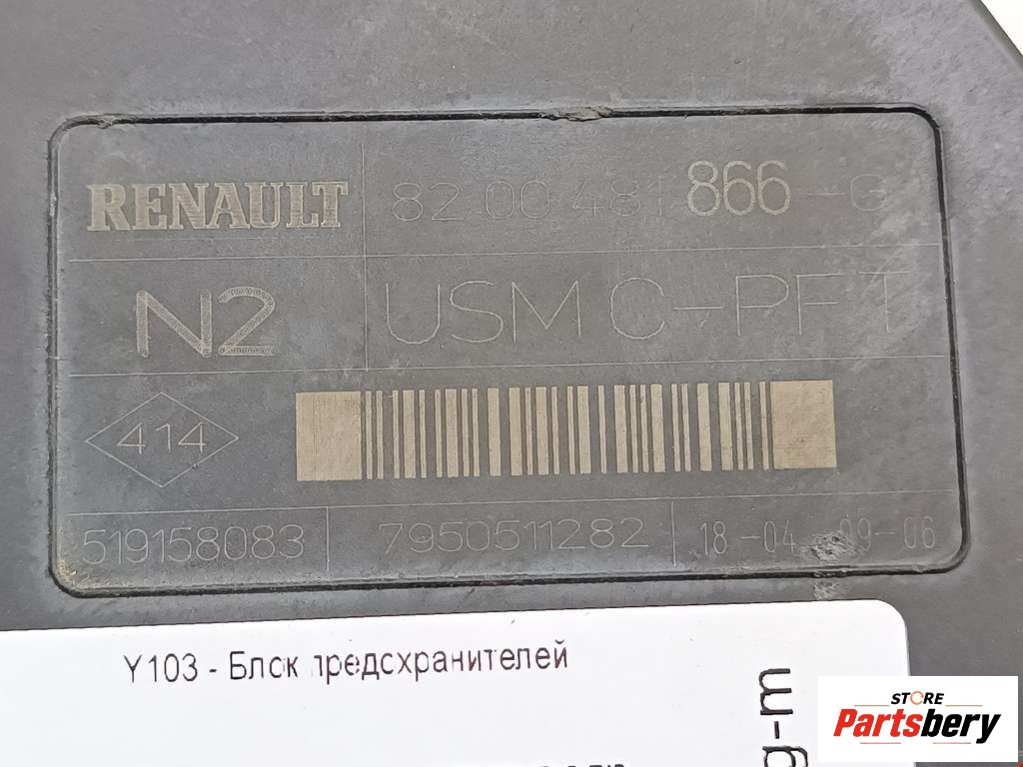 RENAULT 8200481866-G
N2 USM C-PF T
414
519158083 7950511282 18-04 09-06
Y103 - Блок предохранителей
g-m
STORE
Partsbery